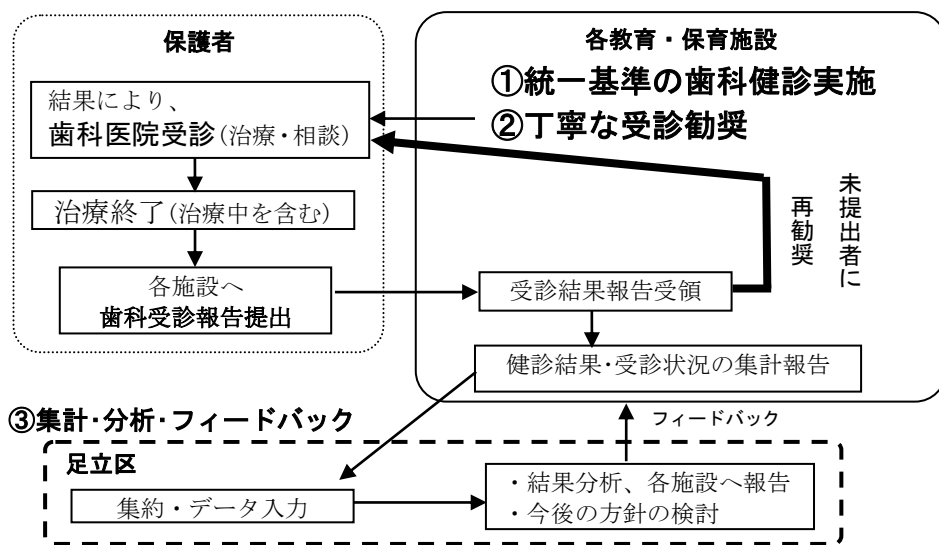 保護者
結果により、
歯科医院受診(治療・相談)
治療終了(治療中を含む)
各施設へ
歯科受診報告提出
各教育・保育施設
①統一基準の歯科健診実施
②丁寧な受診勧奨
未提出者に
再勧奨
受診結果報告受領
健診結果・受診状況の集計報告
③集計・分析・フィードバック
フィードバック
足立区
集約・データ入力
・結果分析、各施設へ報告
・今後の方針の検討